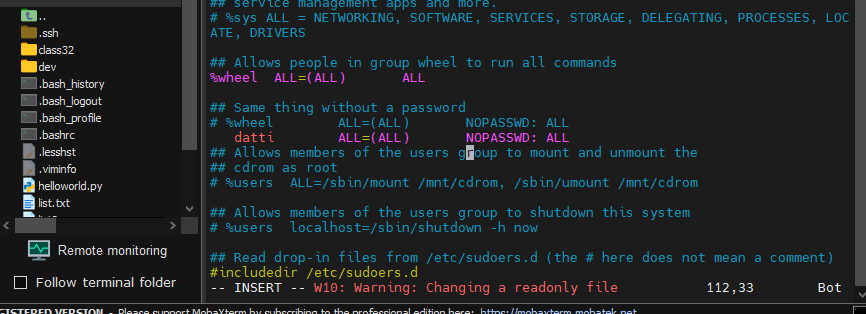 ..
.ssh
class32
dev
.bash_history
.bash_logout
.bash_profile
.bashrc
.lesshst
.viminfo
helloworld.py
list.txt
Remote monitoring
Follow terminal folder
## service management apps and more.
# %sys ALL = NETWORKING, SOFTWARE, SERVICES, STORAGE, DELEGATING, PROCESSES, LOC
ATE, DRIVERS
## Allows people in group wheel to run all commands
%wheel ALL=(ALL) ALL
## Same thing without a password
# %wheel ALL=(ALL) NOPASSWD: ALL
datti ALL=(ALL) NOPASSWD: ALL
## Allows members of the users group to mount and unmount the
## cdrom as root
# %users ALL=/sbin/mount /mnt/cdrom, /sbin/umount /mnt/cdrom
## Allows members of the users group to shutdown this system
# %users localhost=/sbin/shutdown -h now
## Read drop-in files from /etc/sudoers.d (the # here does not mean a comment)
#includedir /etc/sudoers.d
-- INSERT -- W10: Warning: Changing a readonly file 112,33 Bot
GISTERED VERSION - Please support MobaXterm by subscribing to the professional edition here: https://mobaxterm.mobatek.net